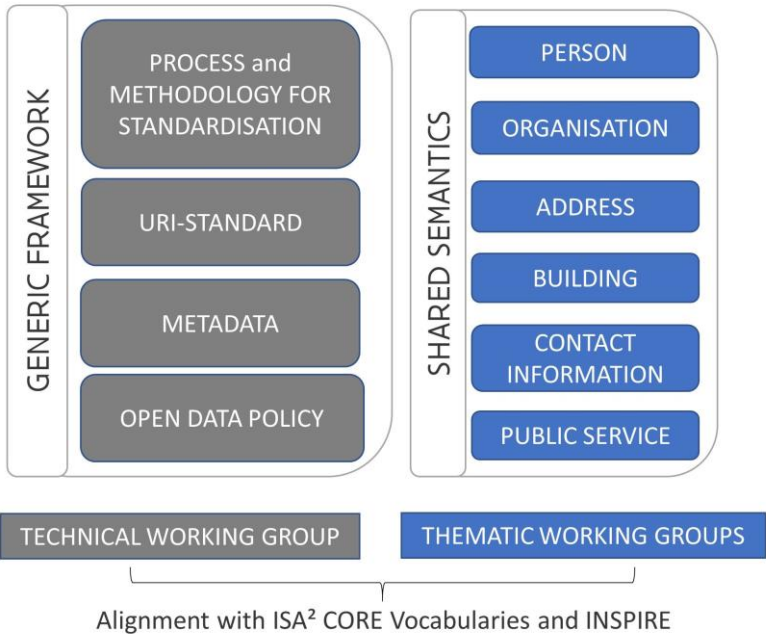 GENERIC FRAMEWORK
PROCESS and
METHODOLOGY FOR
STANDARDISATION
URI-STANDARD
METADATA
OPEN DATA POLICY
SHARED SEMANTICS
PERSON
ORGANISATION
ADDRESS
BUILDING
CONTACT
INFORMATION
PUBLIC SERVICE
TECHNICAL WORKING GROUP
THEMATIC WORKING GROUPS
Alignment with ISA² CORE Vocabularies and INSPIRE